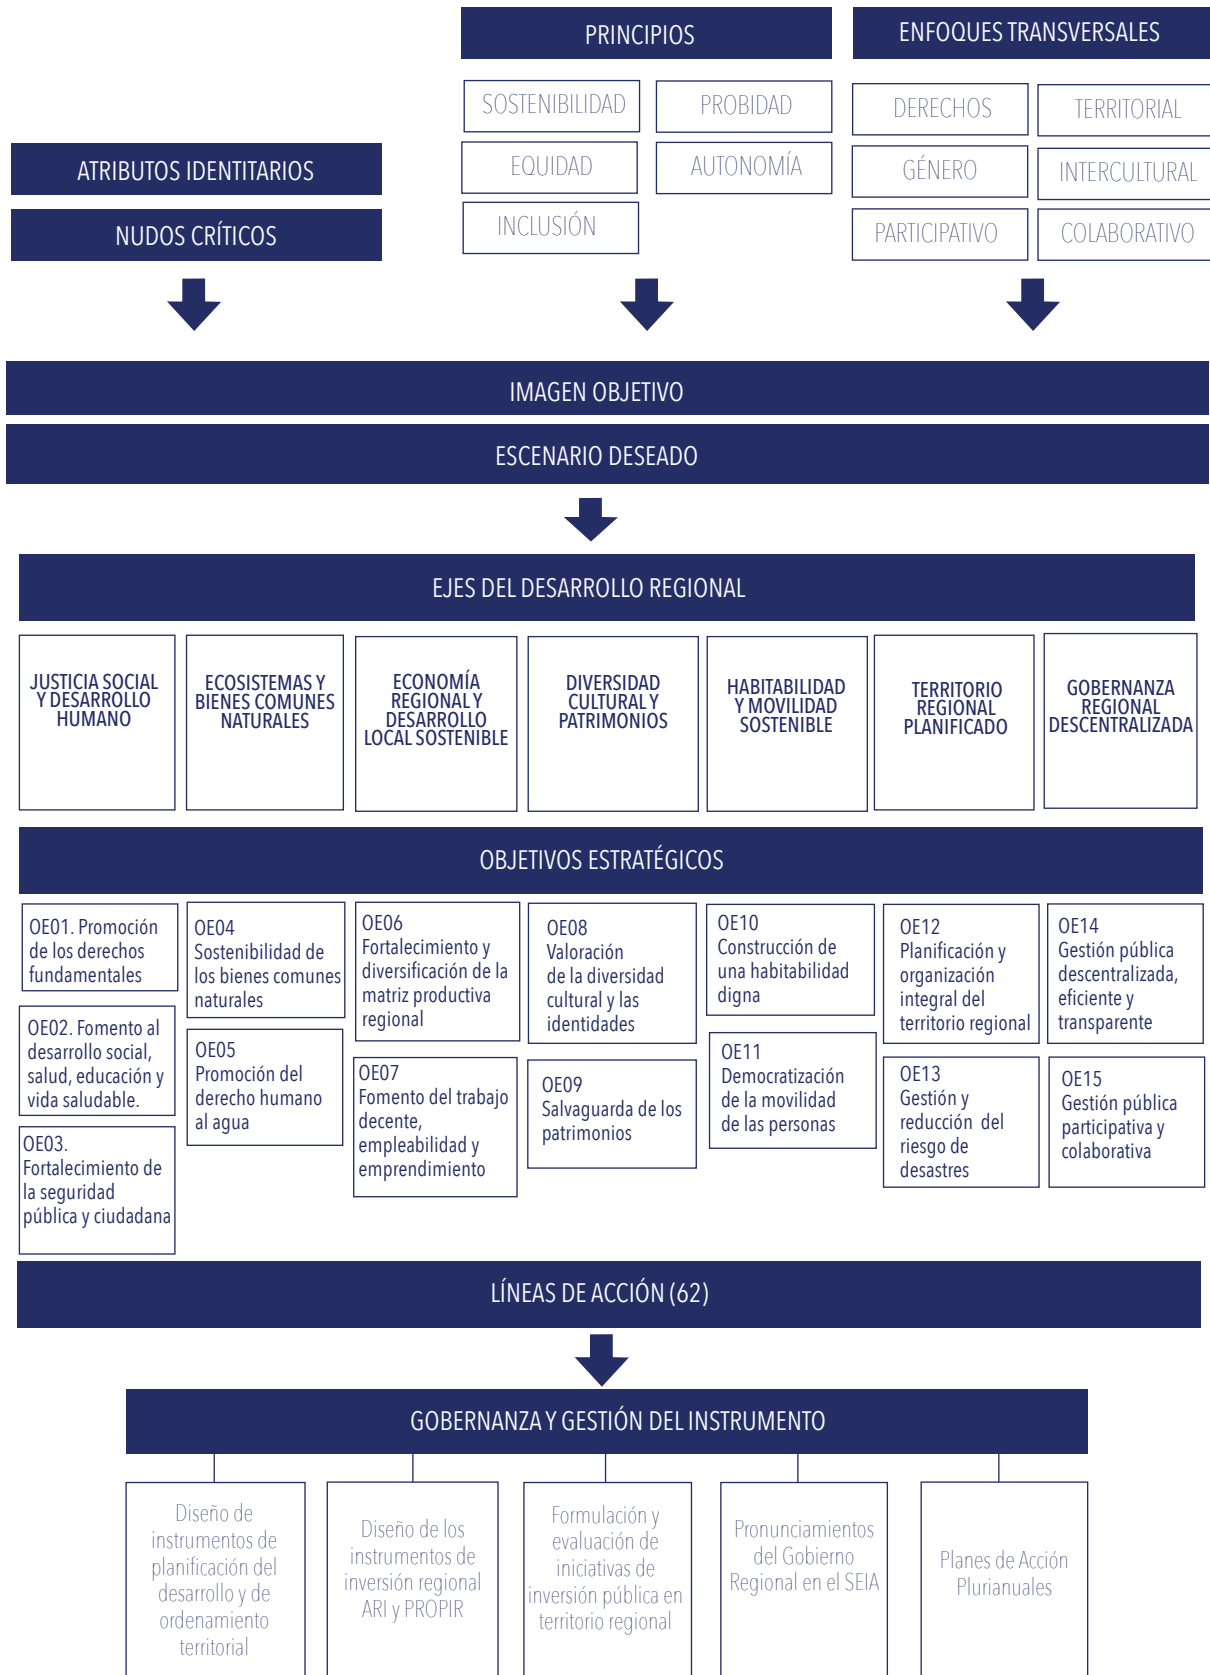 PRINCIPIOS
ENFOQUES TRANSVERSALES
SOSTENIBILIDAD
PROBIDAD
DERECHOS
TERRITORIAL
ATRIBUTOS IDENTITARIOS
EQUIDAD
AUTONOMÍA
GÉNERO
INTERCULTURAL
NUDOS CRÍTICOS
INCLUSIÓN
PARTICIPATIVO
COLABORATIVO
IMAGEN OBJETIVO
ESCENARIO DESEADO
EJES DEL DESARROLLO REGIONAL
JUSTICIA SOCIAL
Y DESARROLLO
HUMANO
ECOSISTEMAS Y
BIENES COMUNES
NATURALES
ECONOMÍA
REGIONAL Y
DESARROLLO
LOCAL SOSTENIBLE
DIVERSIDAD
CULTURAL Y
PATRIMONIOS
HABITABILIDAD
Y MOVILIDAD
SOSTENIBLE
TERRITORIO
REGIONAL
PLANIFICADO
GOBERNANZA
REGIONAL
DESCENTRALIZADA
OBJETIVOS ESTRATÉGICOS
OE01. Promoción
de los derechos
fundamentales
OE02. Fomento al
desarrollo social,
salud, educación y
vida saludable.
OE03.
Fortalecimiento de
la seguridad
pública y ciudadana
OE04
Sostenibilidad de
los bienes comunes
naturales
OE05
Promoción del
derecho humano
al agua
OE06
Fortalecimiento y
diversificación de la
matriz productiva
regional
OE07
Fomento del trabajo
decente,
empleabilidad y
emprendimiento
OE08
Valoración
de la diversidad
cultural y las
identidades
OE09
Salvaguarda de los
patrimonios
OE10
Construcción de
una habitabilidad
digna
OE11
Democratización
de la movilidad
de las personas
OE12
Planificación y
organización
integral del
territorio regional
OE13
Gestión y
reducción del
riesgo de
desastres
OE14
Gestión pública
descentralizada,
eficiente y
transparente
OE15
Gestión pública
participativa y
colaborativa
LÍNEAS DE ACCIÓN (62)
GOBERNANZA Y GESTIÓN DEL INSTRUMENTO
Diseño de
instrumentos de
planificación del
desarrollo y de
ordenamiento
territorial
Diseño de los
instrumentos de
inversión regional
ARI y PROPIR
Formulación y
evaluación de
iniciativas de
inversión pública en
territorio regional
Pronunciamientos
del Gobierno
Regional en el SEIA
Planes de Acción
Plurianuales